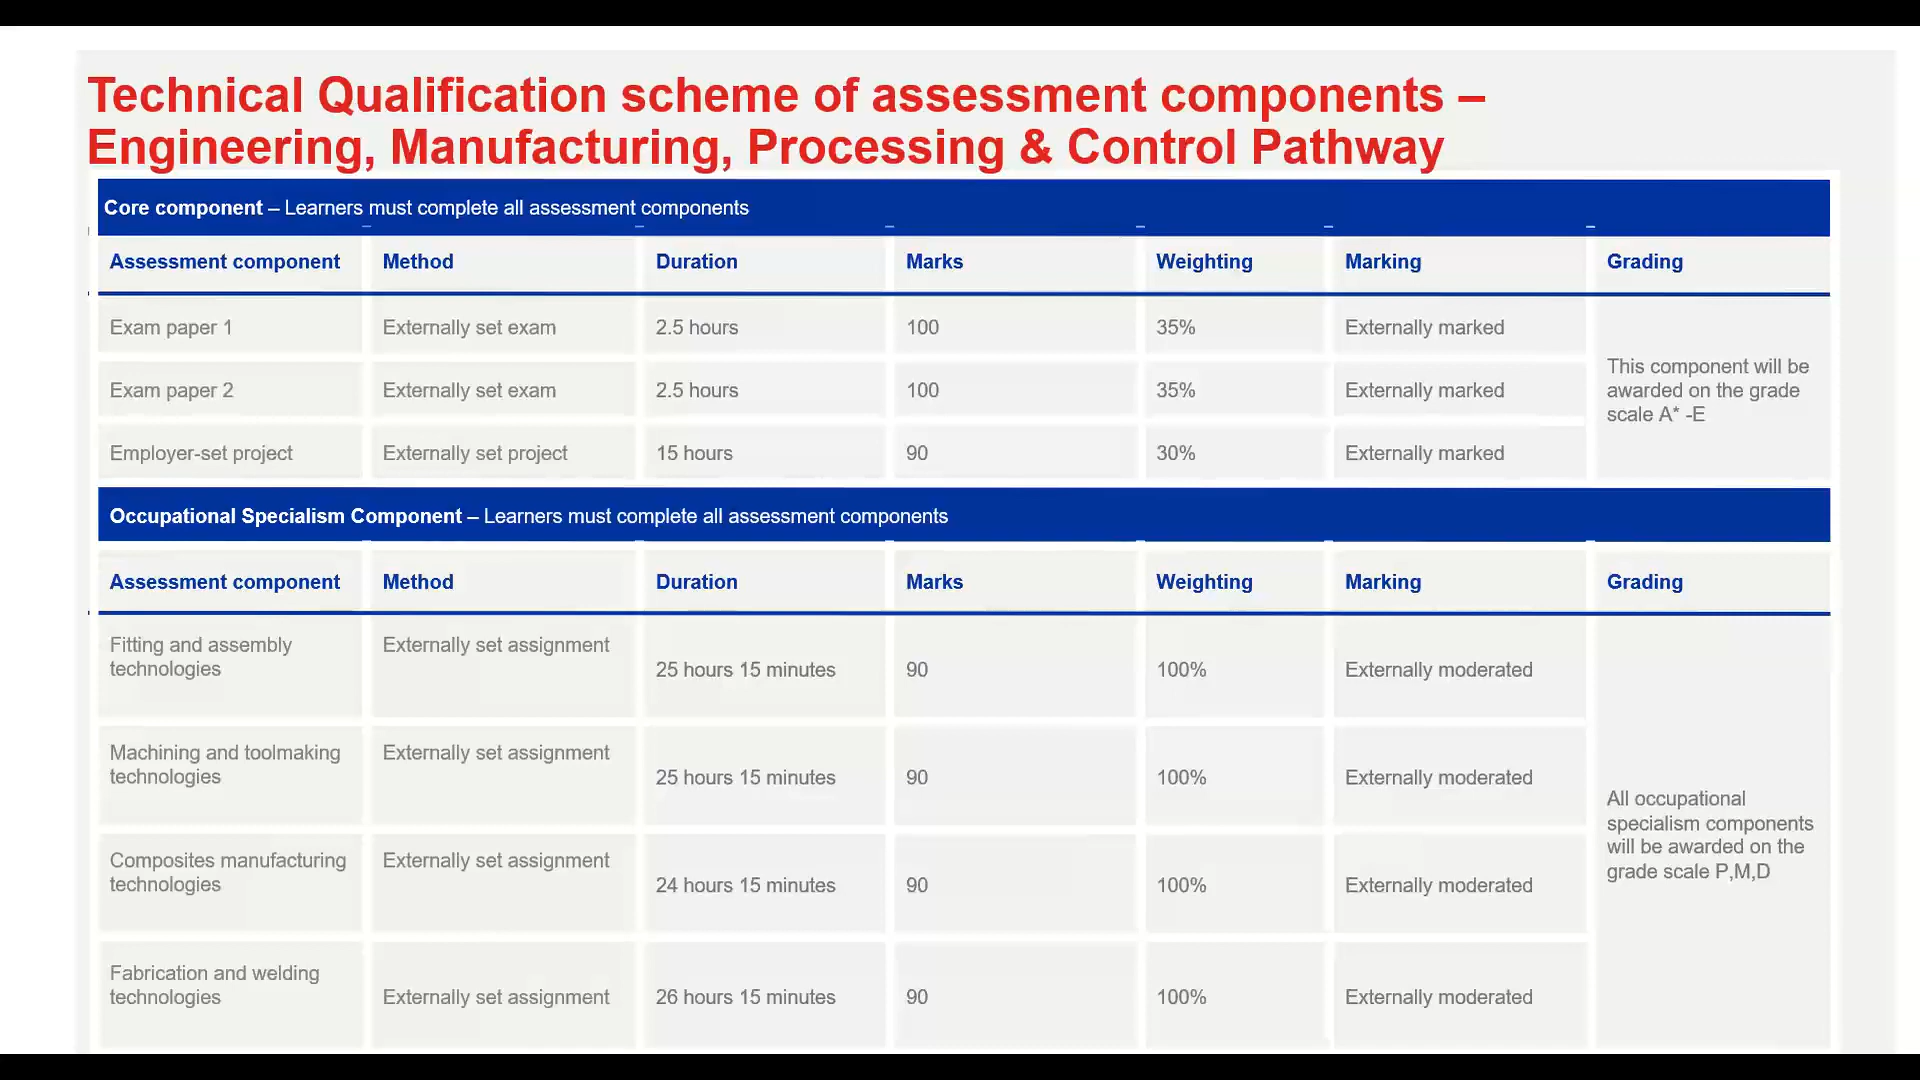 Technical Qualification scheme of assessment components –
Engineering, Manufacturing, Processing & Control Pathway
Core component – Learners must complete all assessment components
Assessment component Method Duration Marks Weighting Marking Grading
Exam paper 1 Externally set exam 2.5 hours 100 35% Externally marked
Exam paper 2 Externally set exam 2.5 hours 100 35% Externally marked
Employer-set project Externally set project 15 hours 90 30% Externally marked
This component will be
awarded on the grade
scale A* -E
Occupational Specialism Component – Learners must complete all assessment components
Assessment component Method Duration Marks Weighting Marking Grading
Fitting and assembly
technologies
Externally set assignment
25 hours 15 minutes 90 100% Externally moderated
Machining and toolmaking
technologies
Externally set assignment
25 hours 15 minutes 90 100% Externally moderated
Composites manufacturing
technologies
Externally set assignment
24 hours 15 minutes 90 100% Externally moderated
Fabrication and welding
technologies
Externally set assignment 26 hours 15 minutes 90 100% Externally moderated
All occupational
specialism components
will be awarded on the
grade scale P,M,D